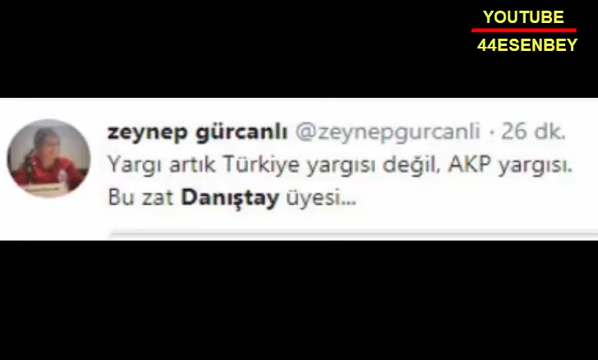 YOUTUBE
44ESENBEY
zeynep gürcanlı @zeynepgurcanli · 26 dk.
Yargı artık Türkiye yargısı değil, AKP yargısı.
Bu zat Danıştay üyesi...